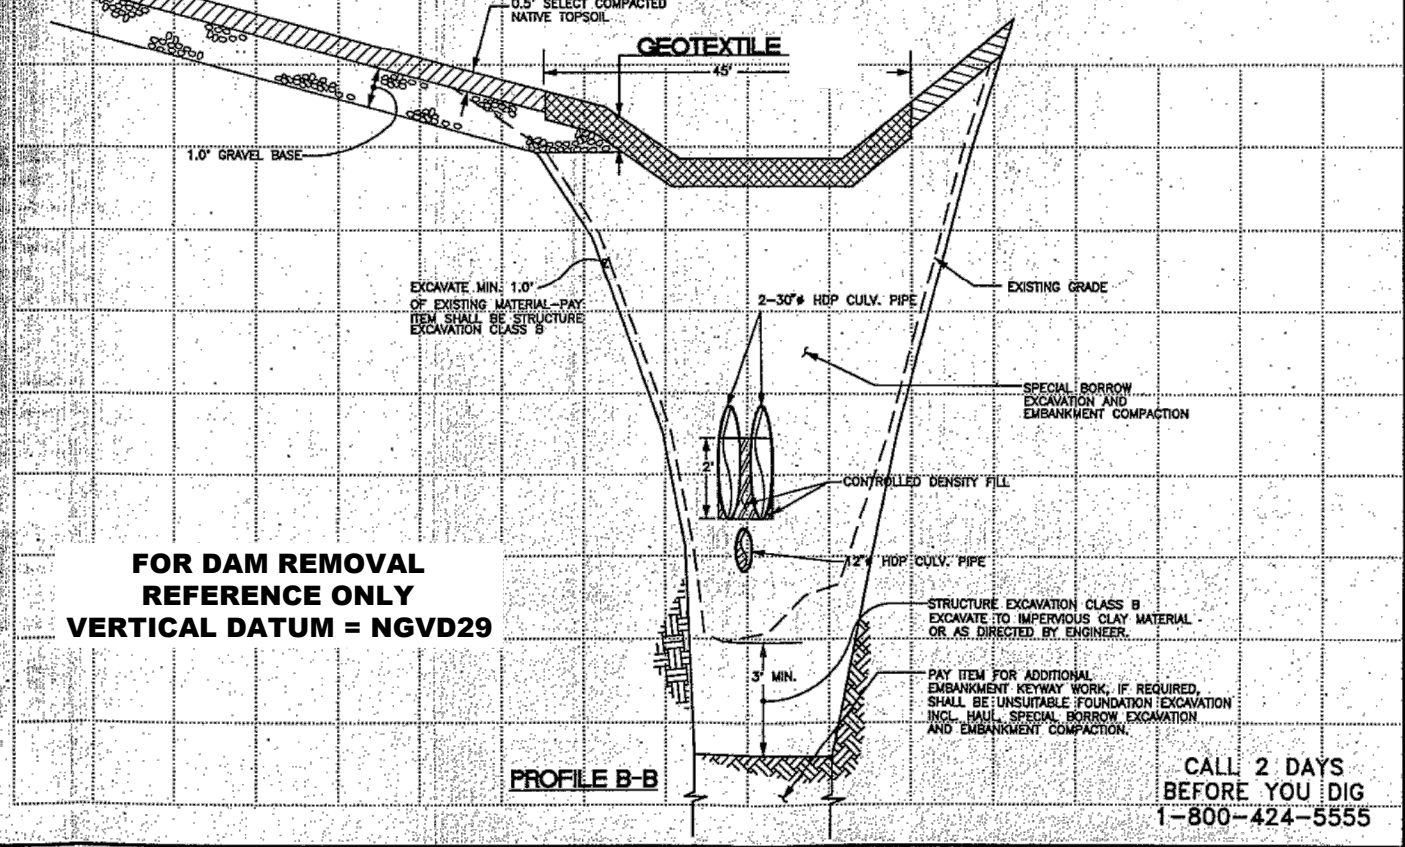 0.5' SELECT COMPACTED
NATIVE TOPSOIL
GEOTEXTILE
45'
1.0' GRAVEL BASE
EXCAVATE MIN. 1.0'
OF EXISTING MATERIAL-PAY
ITEM SHALL BE STRUCTURE
EXCAVATION CLASS B
2-30"ø HDP CULV. PIPE
EXISTING GRADE
SPECIAL BORROW
EXCAVATION AND
EMBANKMENT COMPACTION
2'
CONTROLLED DENSITY FILL
12"ø HDP CULV. PIPE
FOR DAM REMOVAL
REFERENCE ONLY
VERTICAL DATUM = NGVD29
STRUCTURE EXCAVATION CLASS B
EXCAVATE TO IMPERVIOUS CLAY MATERIAL
OR AS DIRECTED BY ENGINEER.
3' MIN.
PAY ITEM FOR ADDITIONAL
EMBANKMENT KEYWAY WORK, IF REQUIRED,
SHALL BE UNSUITABLE FOUNDATION EXCAVATION
INCL. HAUL, SPECIAL BORROW EXCAVATION
AND EMBANKMENT COMPACTION.
PROFILE B-B
CALL 2 DAYS
BEFORE YOU DIG
1-800-424-5555